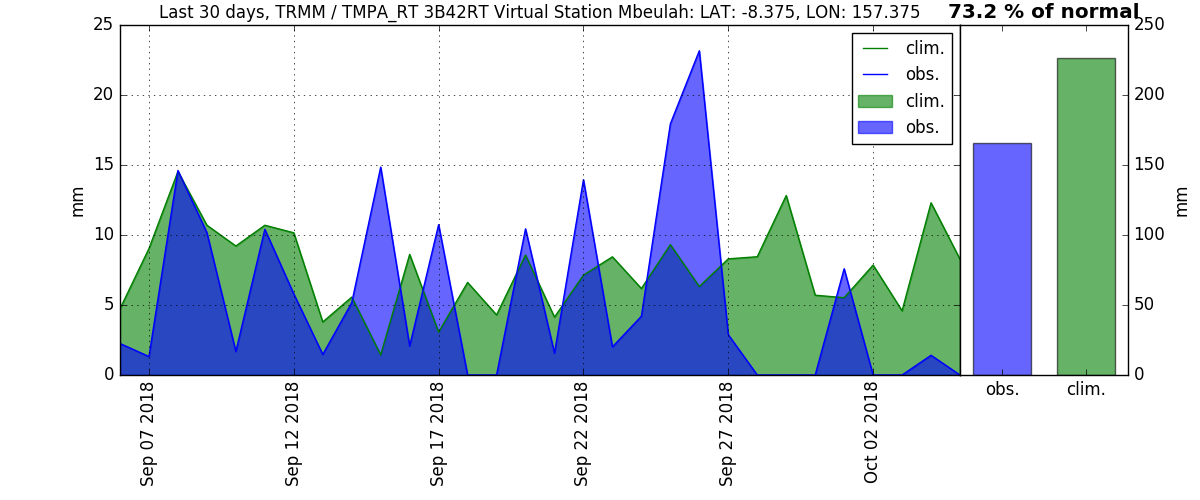 Last 30 days, TRMM / TMPA_RT 3B42RT Virtual Station Mbeulah: LAT: -8.375, LON: 157.375
73.2 % of normal
25
20
15
10
5
0
mm
clim.
obs.
clim.
obs.
250
200
150
100
50
0
mm
obs.
clim.
Sep 07 2018
Sep 12 2018
Sep 17 2018
Sep 22 2018
Sep 27 2018
Oct 02 2018